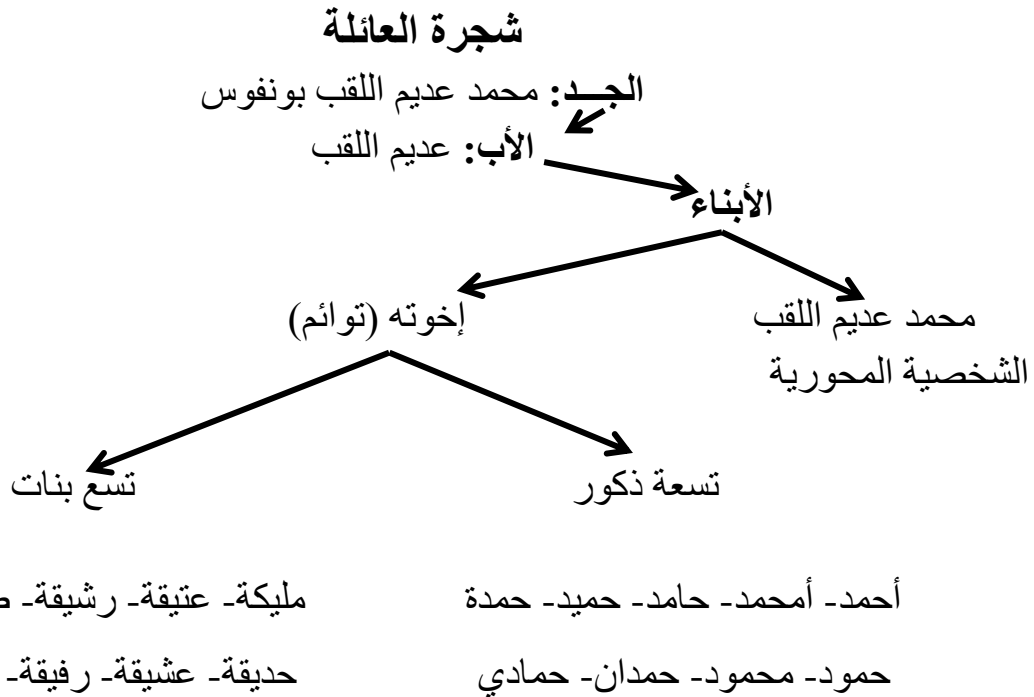 شجرة العائلة
الجـــد: محمد عديم اللقب بونفوس
الأب: عديم اللقب
الأبناء
محمد عديم اللقب
الشخصية المحورية
إخوته (توائم)
تسعة ذكور
تسع بنات
أحمد- أمحمد- حامد- حميد- حمدة
مليكة- عتيقة- رشيقة-
حمود- محمود- حمدان- حمادي
حديقة- عشيقة- رفيقة-